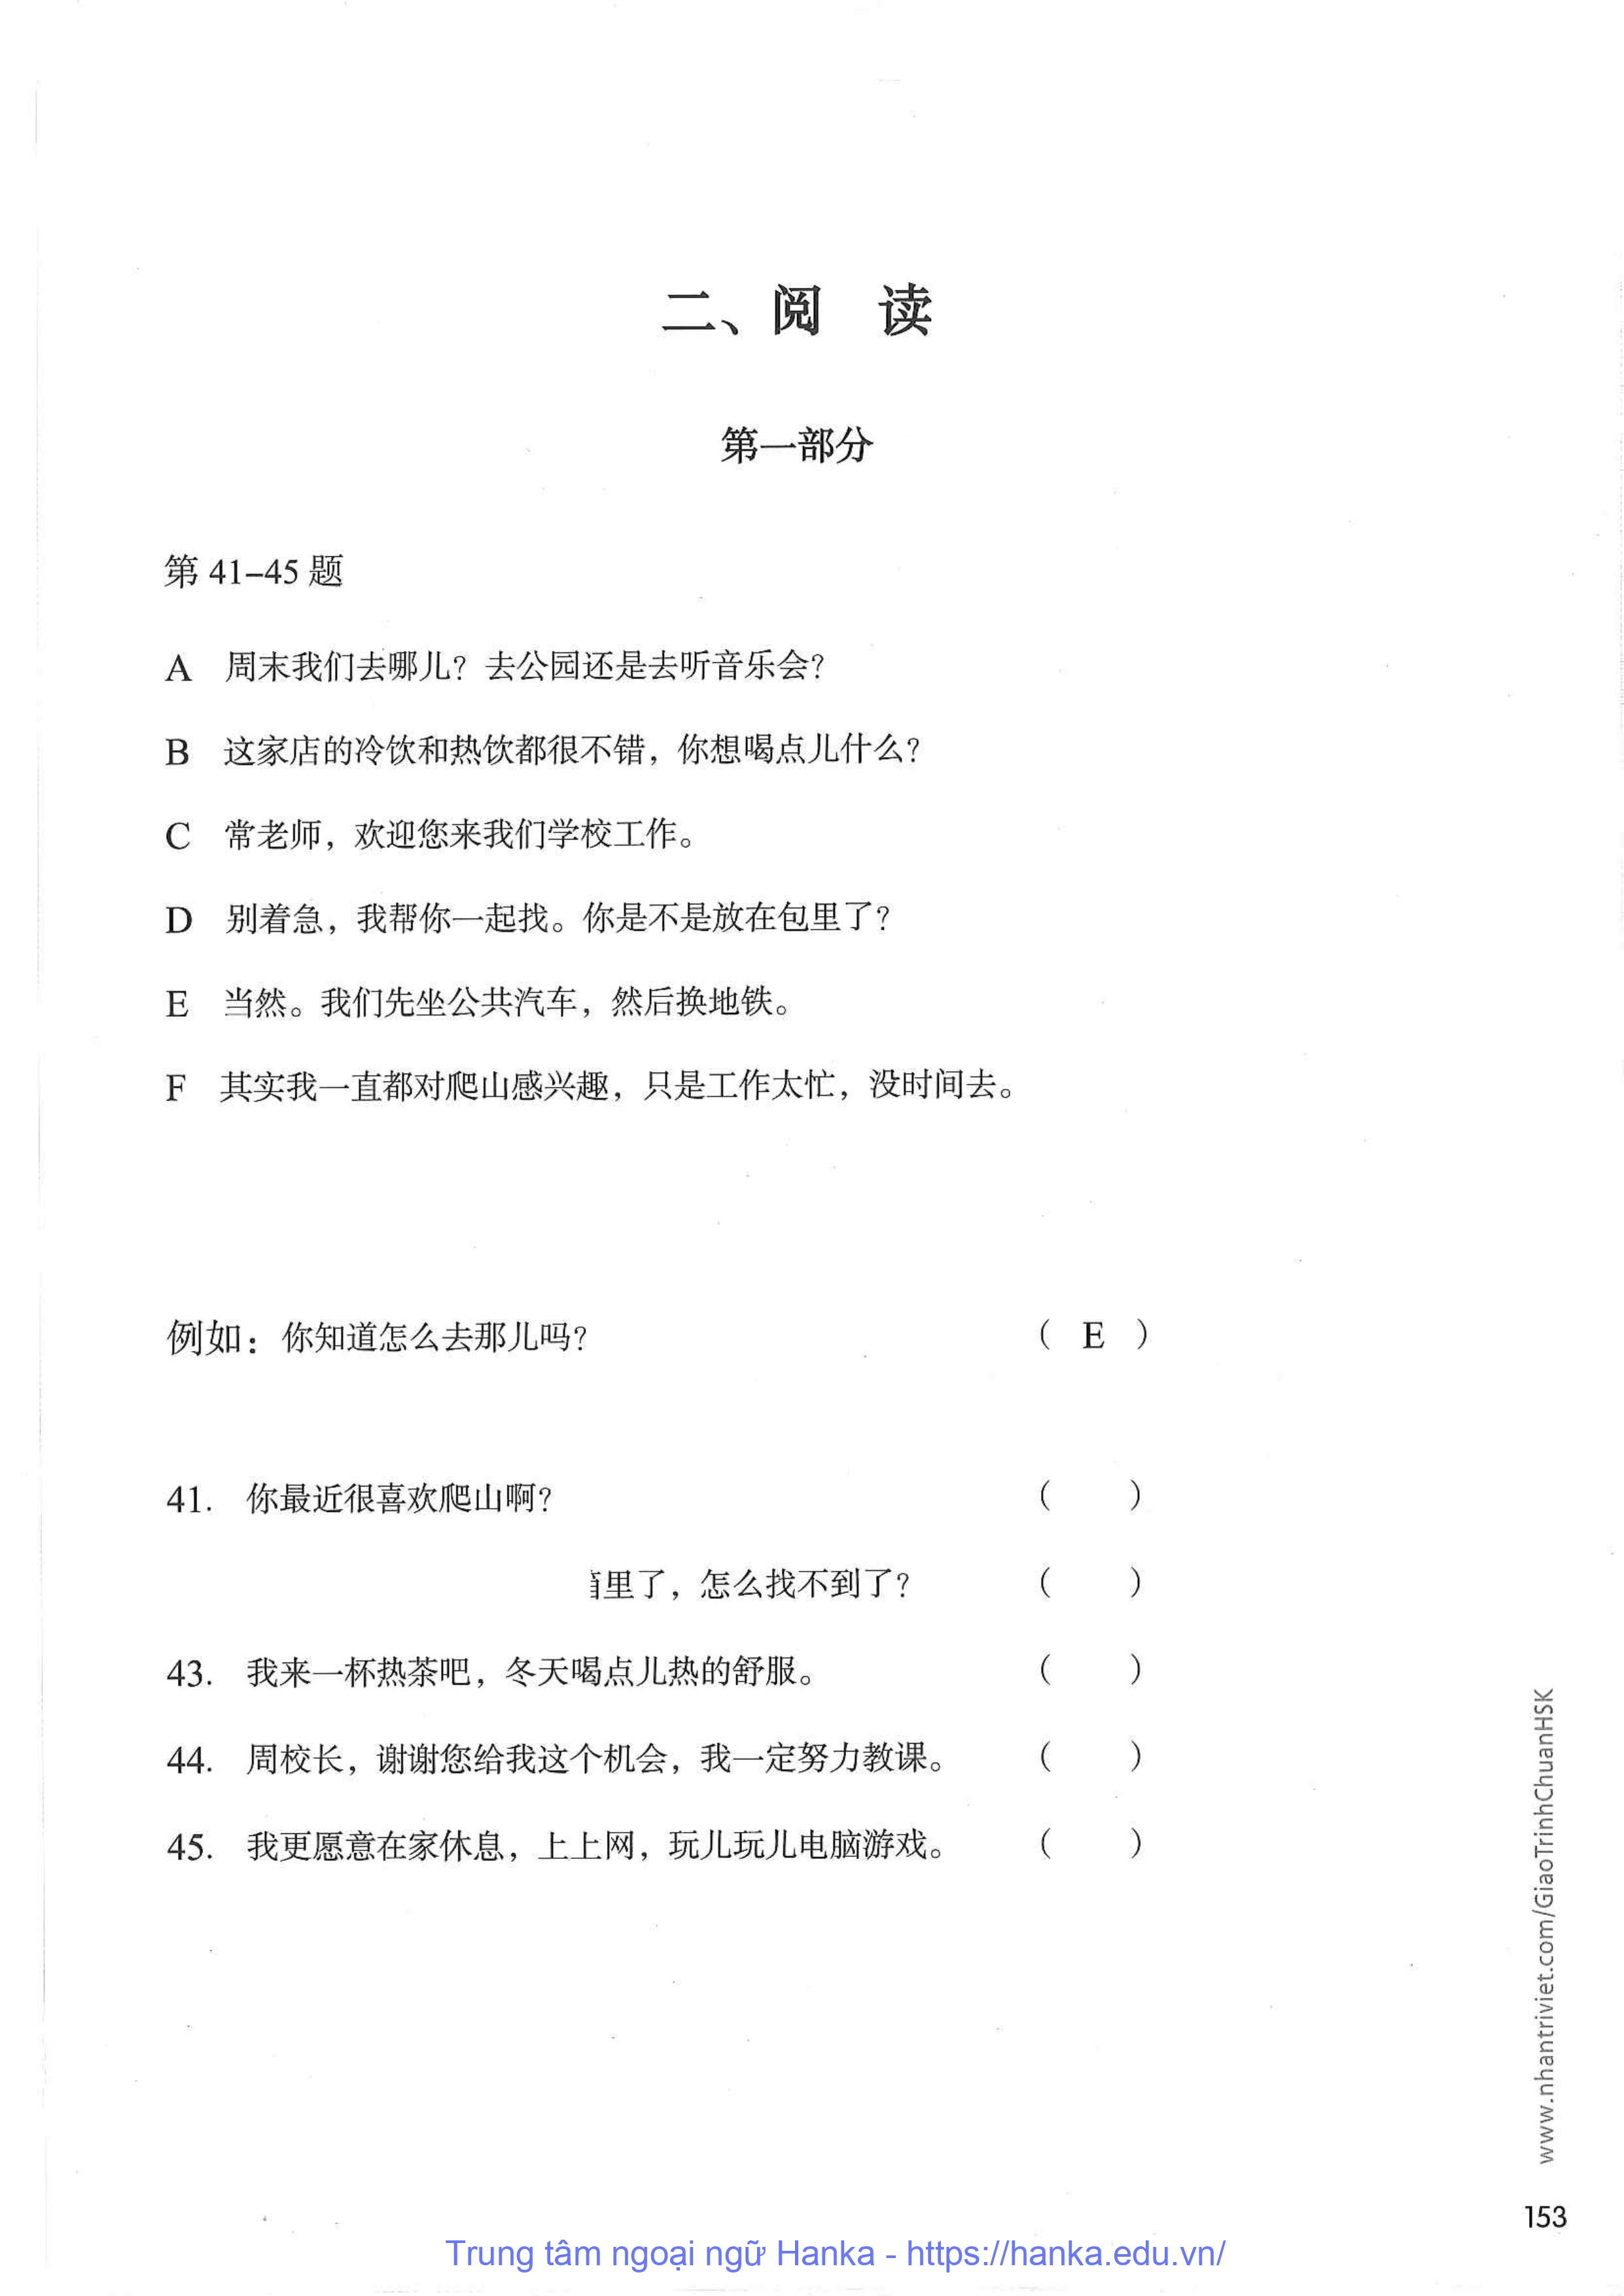 二、阅 读
第一部分
第 41–45 题
A 周末我们去哪儿？去公园还是去听音乐会？
B 这家店的冷饮和热饮都很不错，你想喝点儿什么？
C 常老师，欢迎您来我们学校工作。
D 别着急，我帮你一起找。你是不是放在包里了？
E 当然。我们先坐公共汽车，然后换地铁。
F 其实我一直都对爬山感兴趣，只是工作太忙，没时间去。
例如：你知道怎么去那儿吗？ （ E ）
41. 你最近很喜欢爬山啊？ （ ）
里了，怎么找不到了？ （ ）
43. 我来一杯热茶吧，冬天喝点儿热的舒服。 （ ）
44. 周校长，谢谢您给我这个机会，我一定努力教课。 （ ）
45. 我更愿意在家休息，上上网，玩儿玩儿电脑游戏。 （ ）
www.nhantriviet.com/GiaoTrinhChuanHSK
153
Trung tâm ngoại ngữ Hanka - https://hanka.edu.vn/